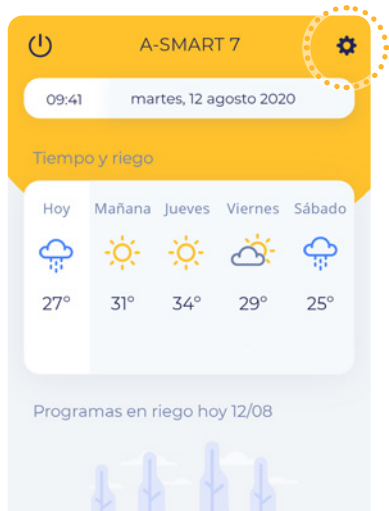 A-SMART 7
09:41 martes, 12 agosto 2020
Tiempo y riego
Hoy Mañana Jueves Viernes Sábado
27° 31° 34° 29° 25°
Programas en riego hoy 12/08